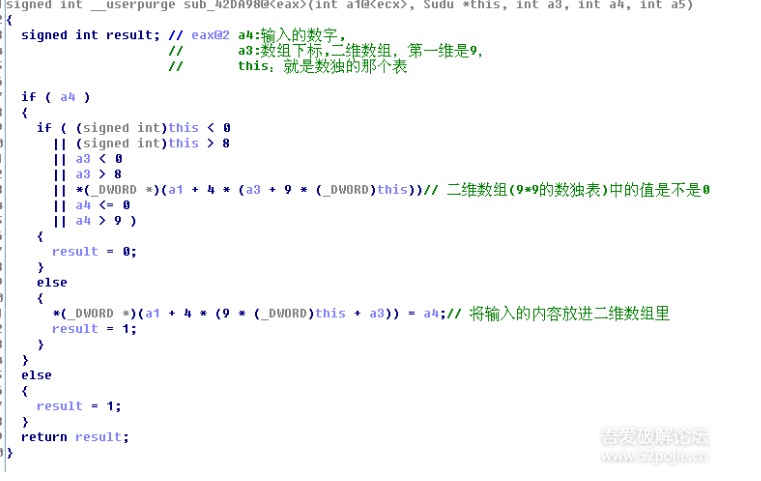 signed int __userpurge sub_42DA98@<eax>(int a1@<ecx>, Sudu *this, int a3, int a4, int a5)
{
signed int result; // eax@2 a4:输入的数字,
// a3:数组下标,二维数组，第一维是9,
// this：就是数独的那个表
if ( a4 )
{
if ( (signed int)this < 0
|| (signed int)this > 8
|| a3 < 0
|| a3 > 8
|| *(_DWORD *)(a1 + 4 * (a3 + 9 * (_DWORD)this))// 二维数组(9*9的数独表)中的值是不是0
|| a4 <= 0
|| a4 > 9 )
{
result = 0;
}
else
{
*(_DWORD *)(a1 + 4 * (9 * (_DWORD)this + a3)) = a4;// 将输入的内容放进二维数组里
result = 1;
}
}
else
{
result = 1;
}
return result;
}
吾爱破解论坛
www.52pojie.cn